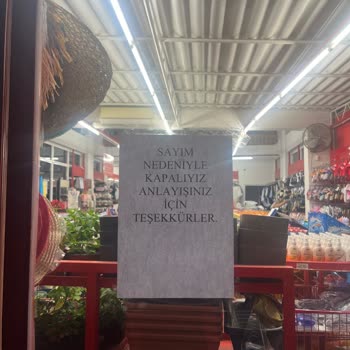 SAYIM
NEDENİYLE
KAPALIYIZ
ANLAYIŞINIZ
İÇİN
TEŞEKKÜRLER.